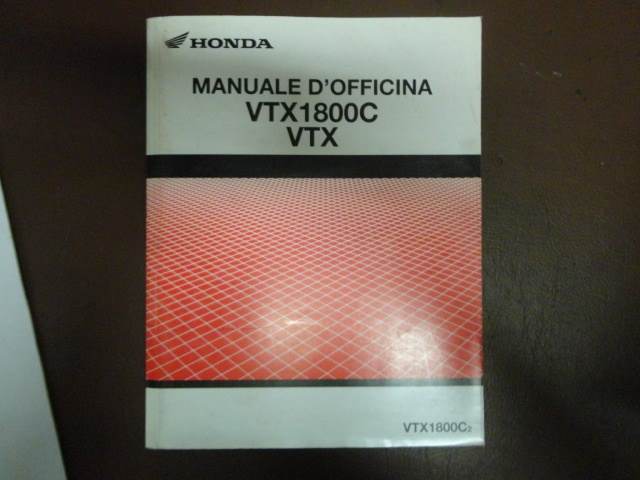 HONDA
MANUALE D'OFFICINA
VTX1800C
VTX
VTX1800C2